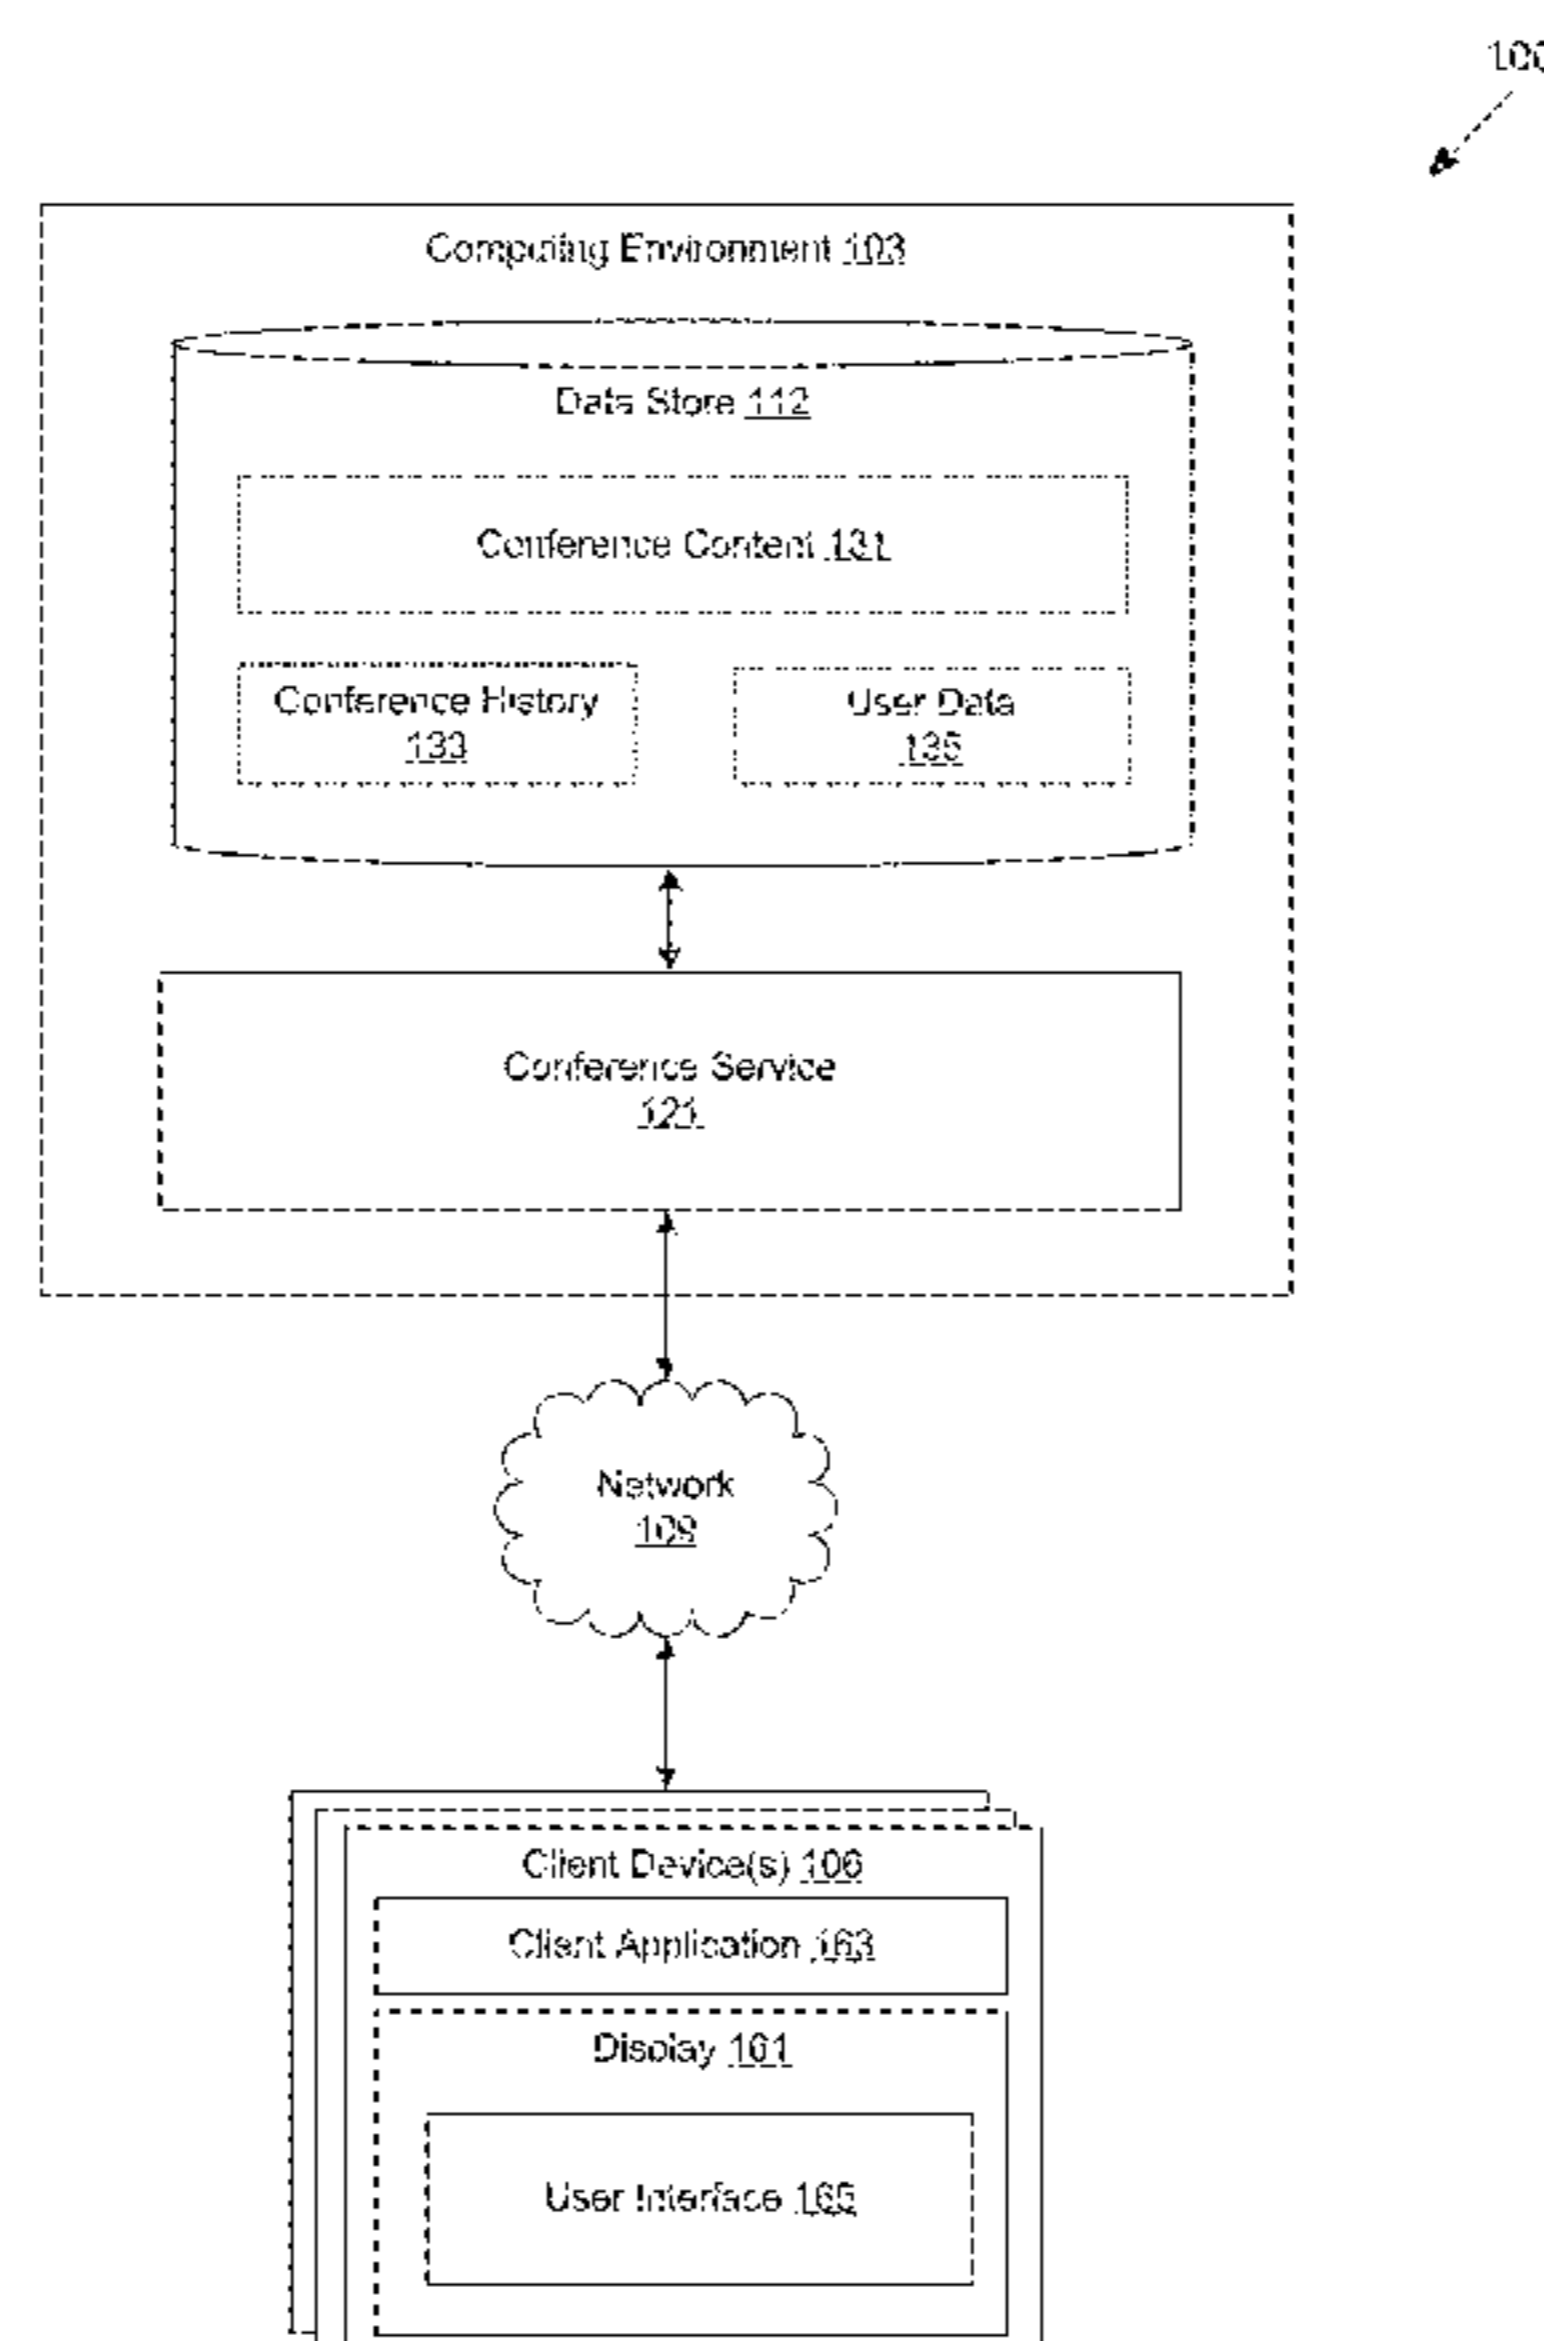 100
Computing Environment 103
Data Store 112
Conference Content 131
Conference History
133
User Data
135
Conference Service
121
Network
109
Client Device(s) 106
Client Application 163
Display 161
User Interface 165